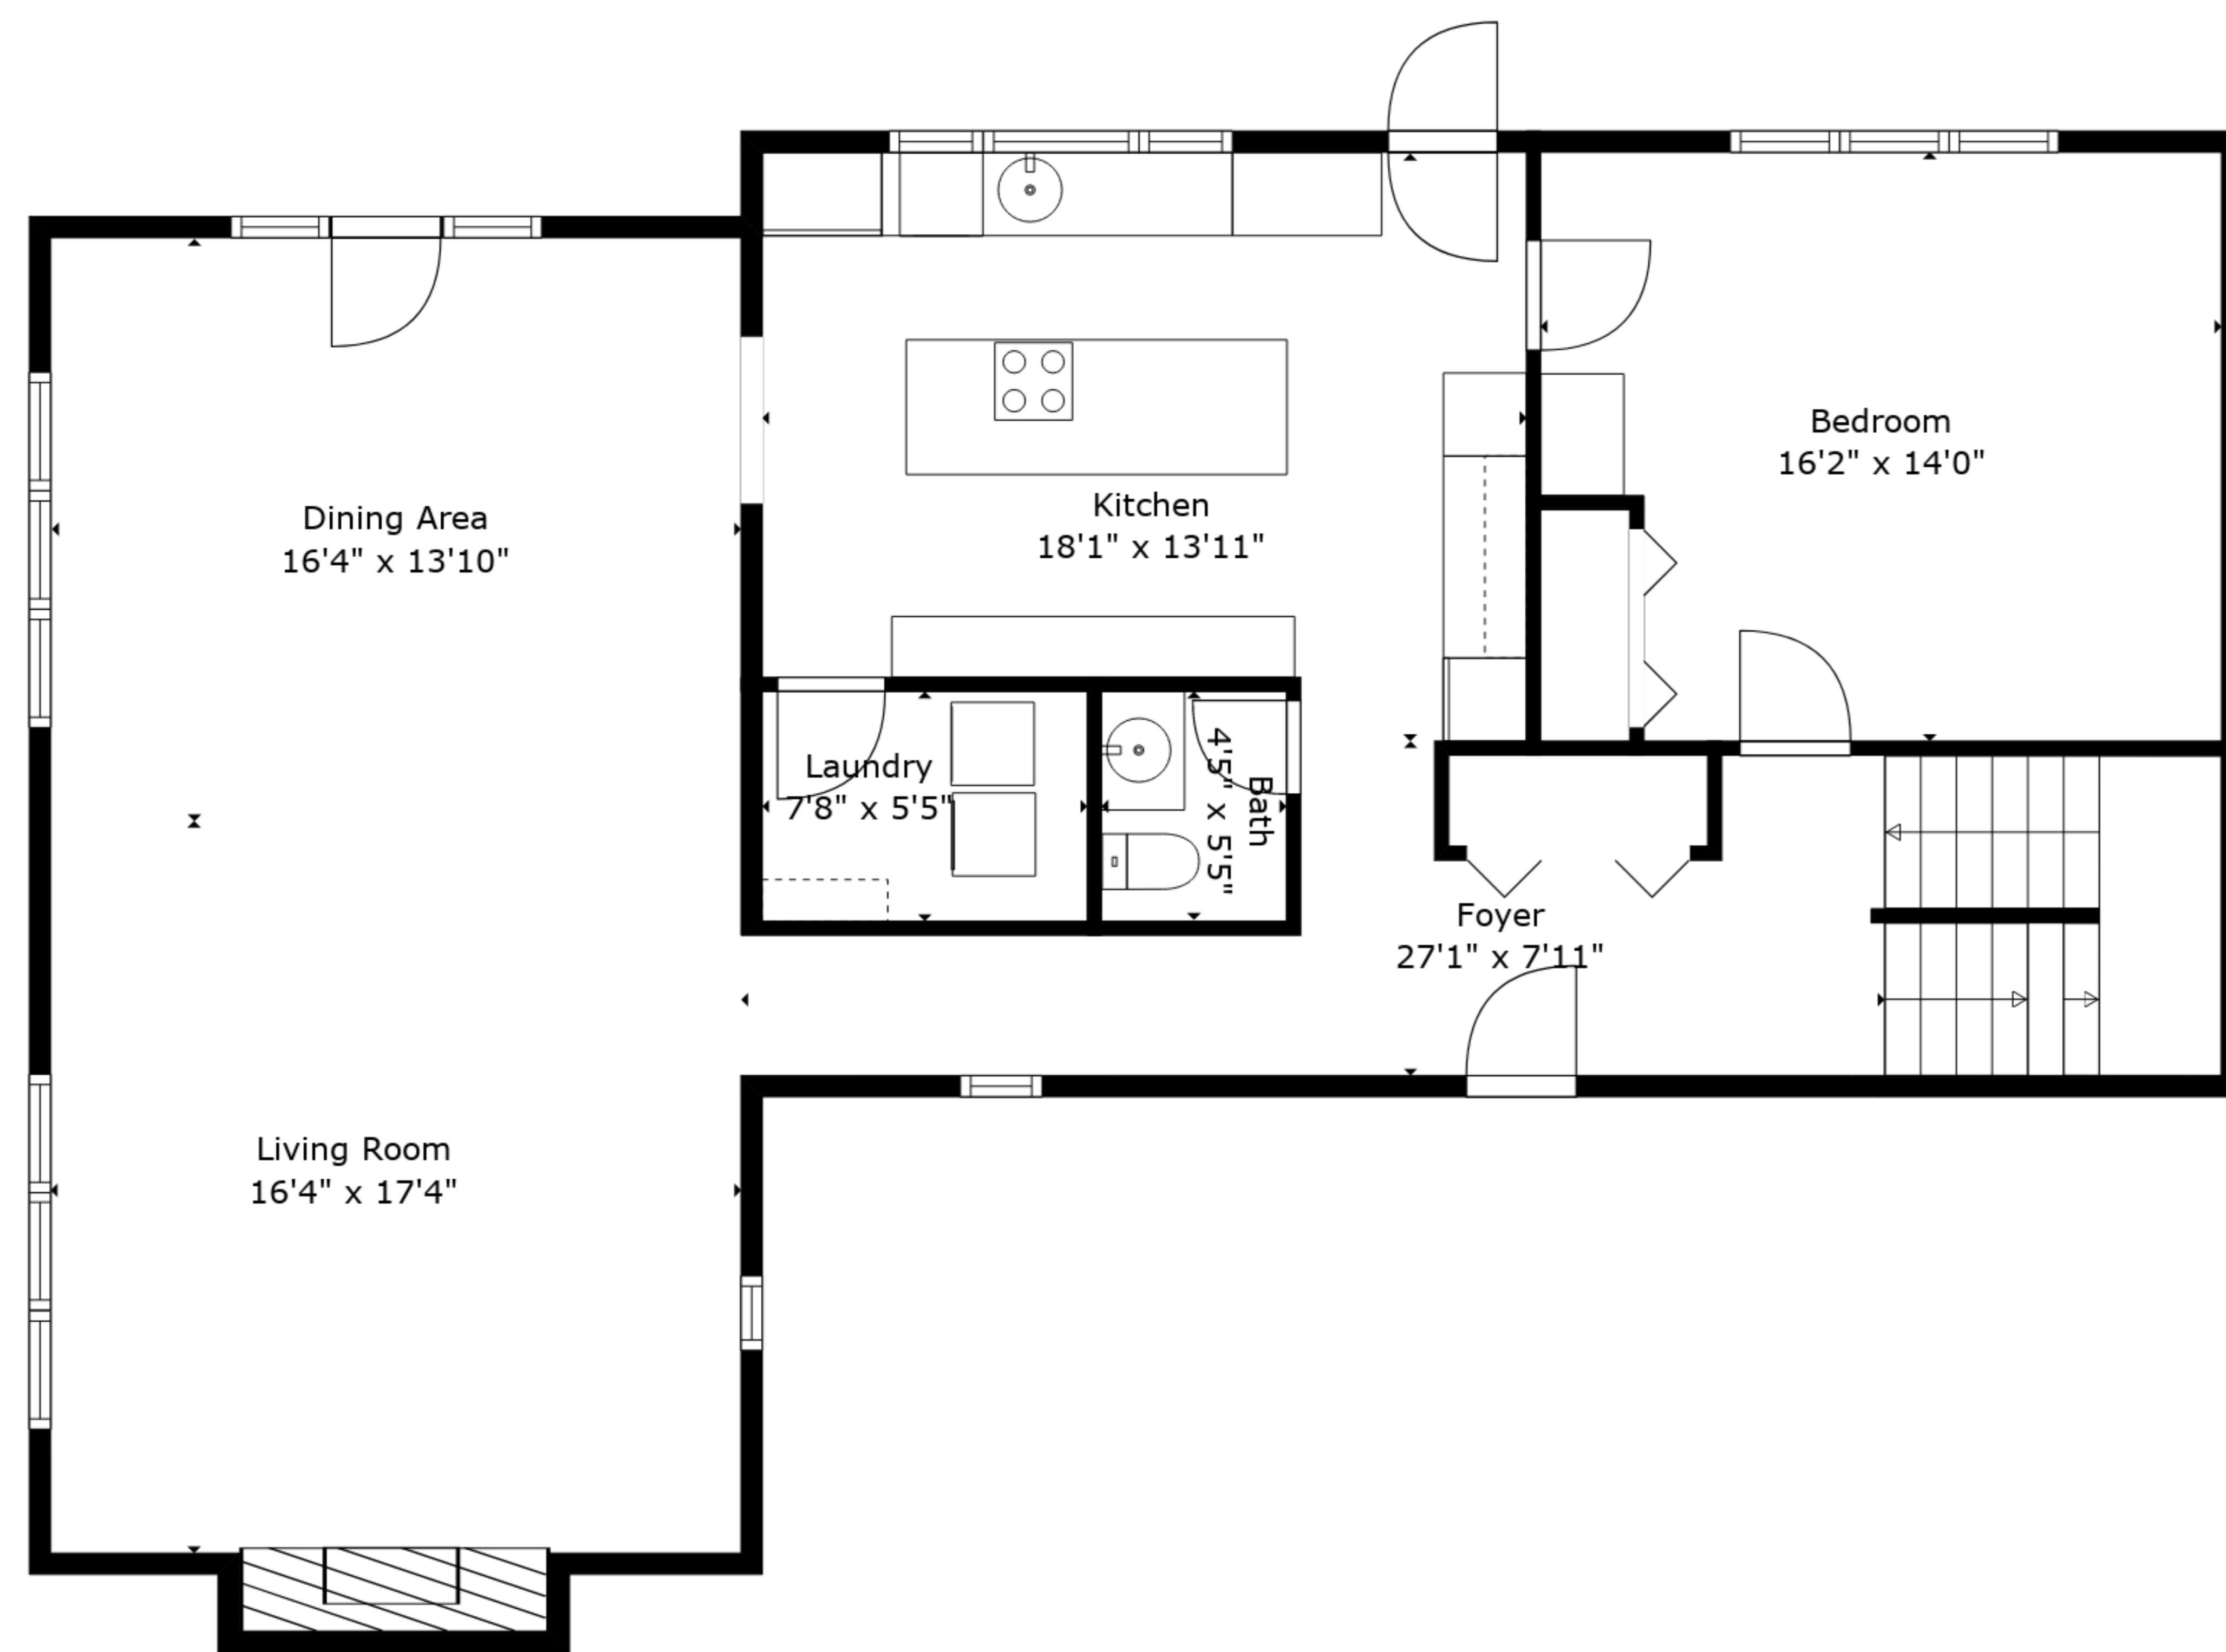 Bedroom
16'2" x 14'0"
Kitchen
18'1" x 13'11"
Dining Area
16'4" x 13'10"
Laundry
7'8" x 5'5"
Bath
4'5" x 5'5"
Foyer
27'1" x 7'11"
Living Room
16'4" x 17'4"